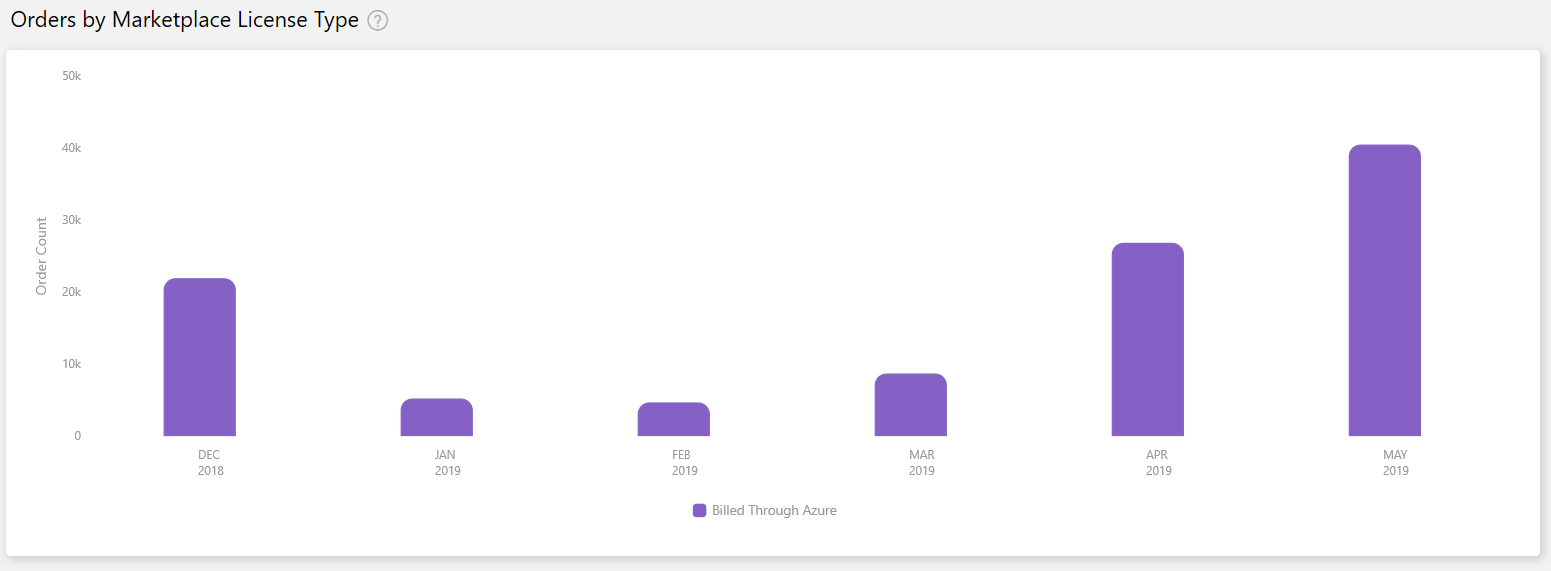 Orders by Marketplace License Type ?
50k
40k
30k
20k
10k
0
Order Count
DEC
2018
JAN
2019
FEB
2019
MAR
2019
APR
2019
MAY
2019
Billed Through Azure